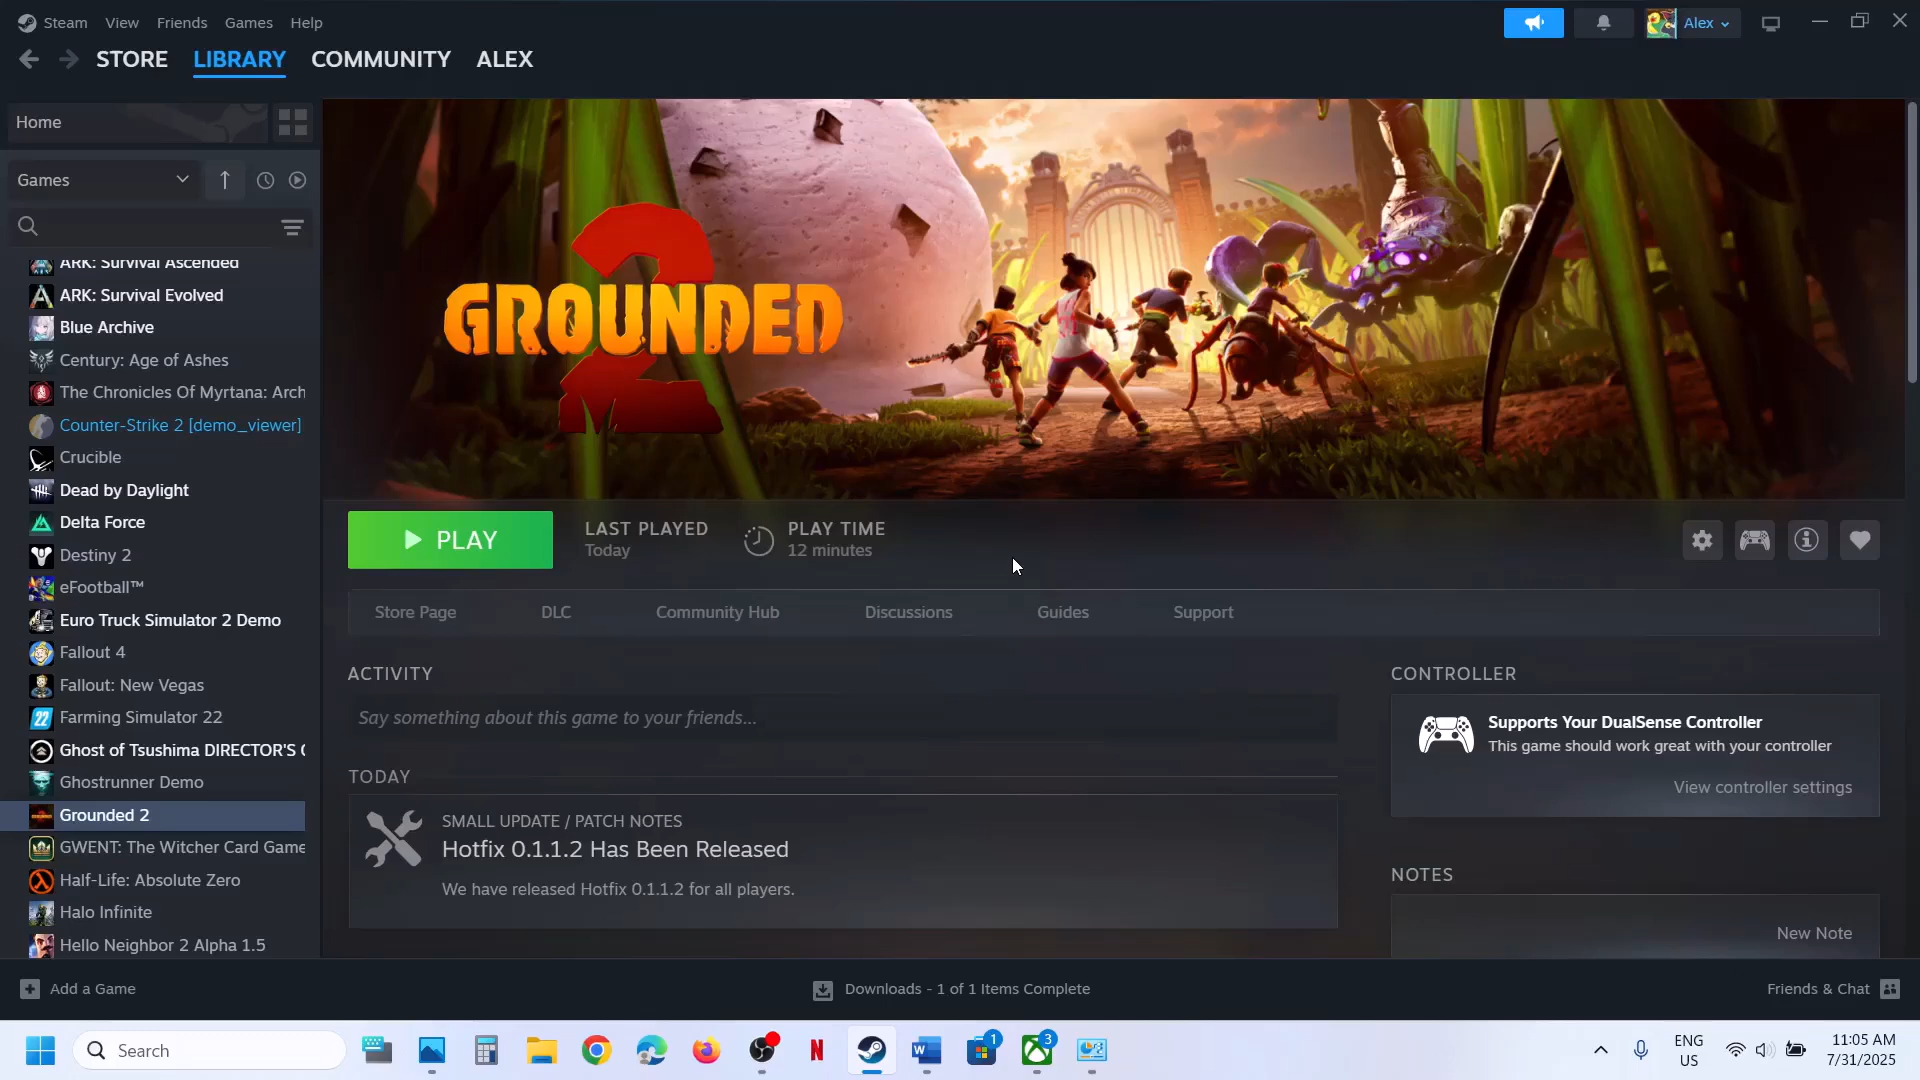 Steam View Friends Games Help Alex
STORE LIBRARY COMMUNITY ALEX
Home
Games
ARK: Survival Ascended
ARK: Survival Evolved
Blue Archive
Century: Age of Ashes
The Chronicles Of Myrtana: Arch
Counter-Strike 2 [demo_viewer]
Crucible
Dead by Daylight
Delta Force
Destiny 2
eFootball™
Euro Truck Simulator 2 Demo
Fallout 4
Fallout: New Vegas
Farming Simulator 22
Ghost of Tsushima DIRECTOR'S C
Ghostrunner Demo
Grounded 2
GWENT: The Witcher Card Game
Half-Life: Absolute Zero
Halo Infinite
Hello Neighbor 2 Alpha 1.5
GROUNDED
2
PLAY
LAST PLAYED
Today
PLAY TIME
12 minutes
Store Page DLC Community Hub Discussions Guides Support
ACTIVITY
Say something about this game to your friends...
TODAY
SMALL UPDATE / PATCH NOTES
Hotfix 0.1.1.2 Has Been Released
We have released Hotfix 0.1.1.2 for all players.
CONTROLLER
Supports Your DualSense Controller
This game should work great with your controller
View controller settings
NOTES
New Note
Add a Game
Downloads - 1 of 1 Items Complete
Friends & Chat
Search
1
3
ENG
US
11:05 AM
7/31/2025